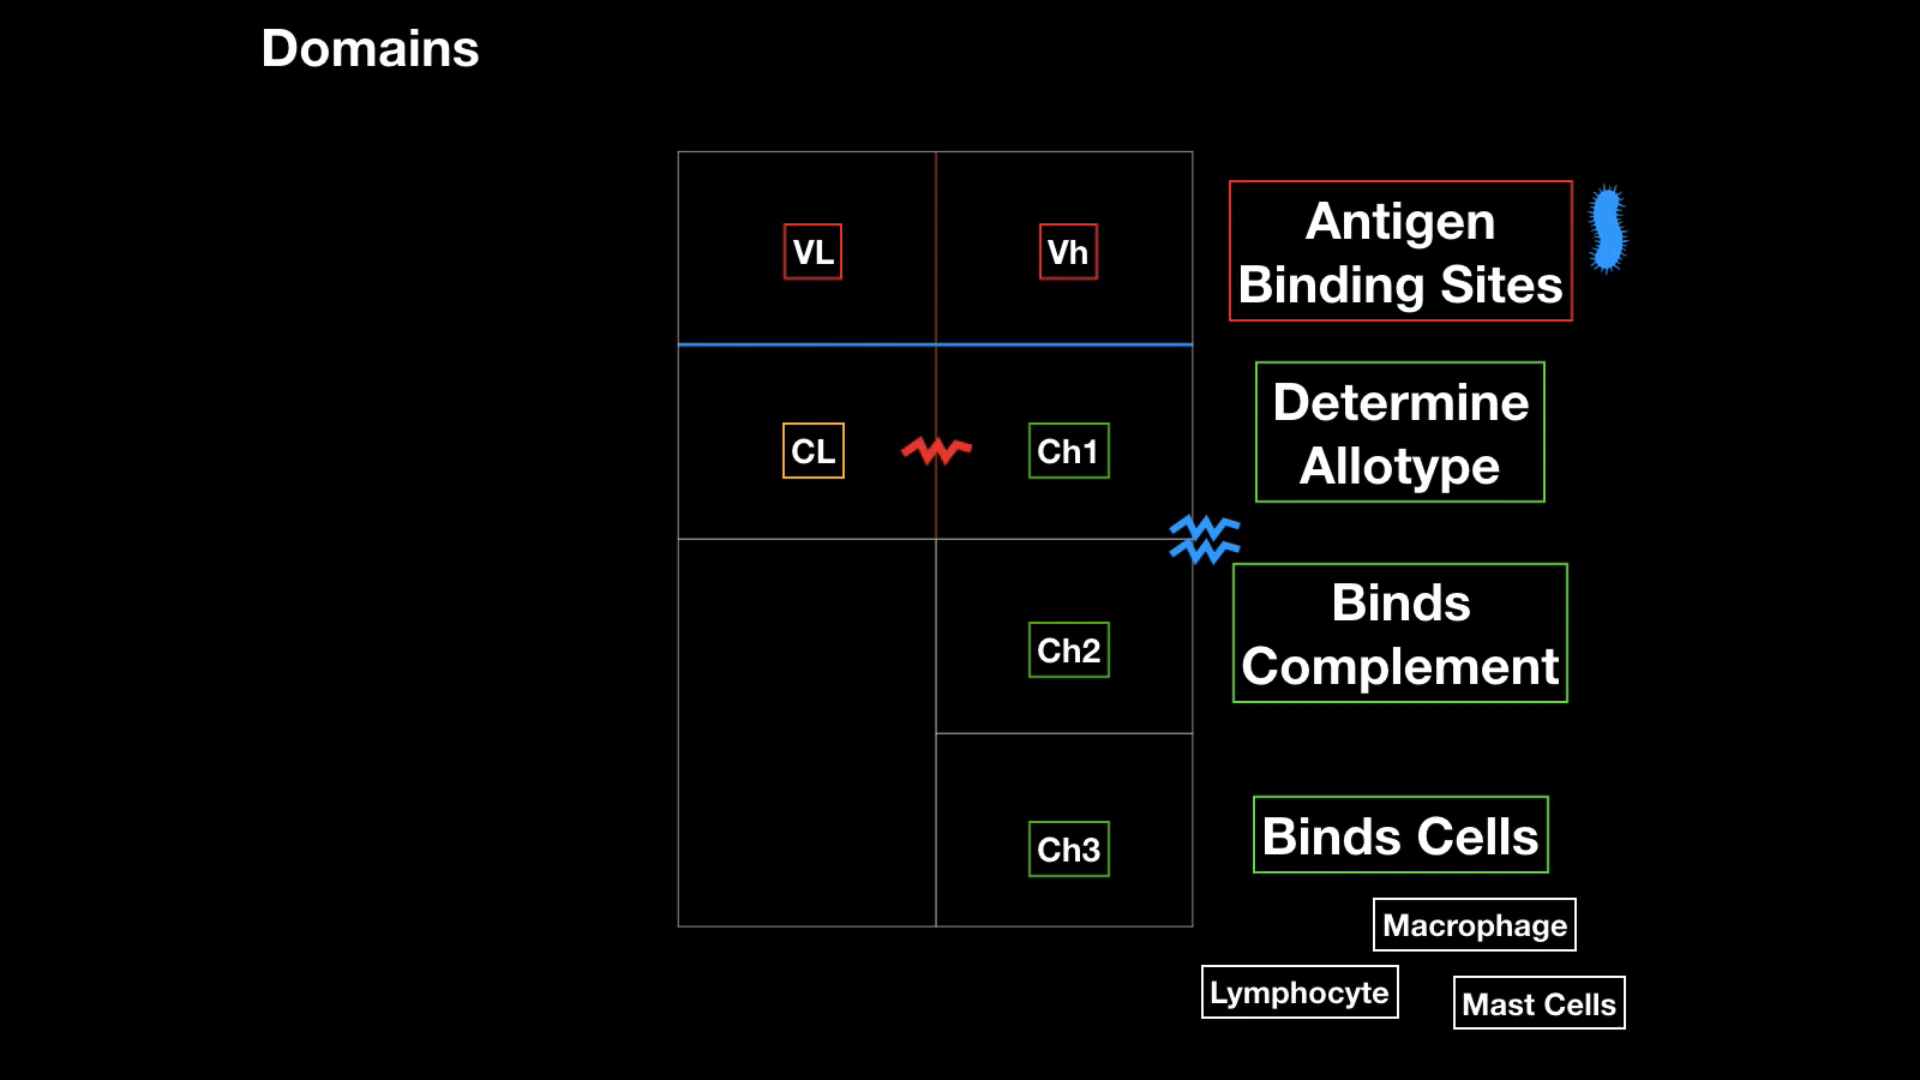 Domains
VL
Vh
Antigen
Binding Sites
CL
Ch1
Determine
Allotype
Ch2
Binds
Complement
Ch3
Binds Cells
Macrophage
Lymphocyte
Mast Cells